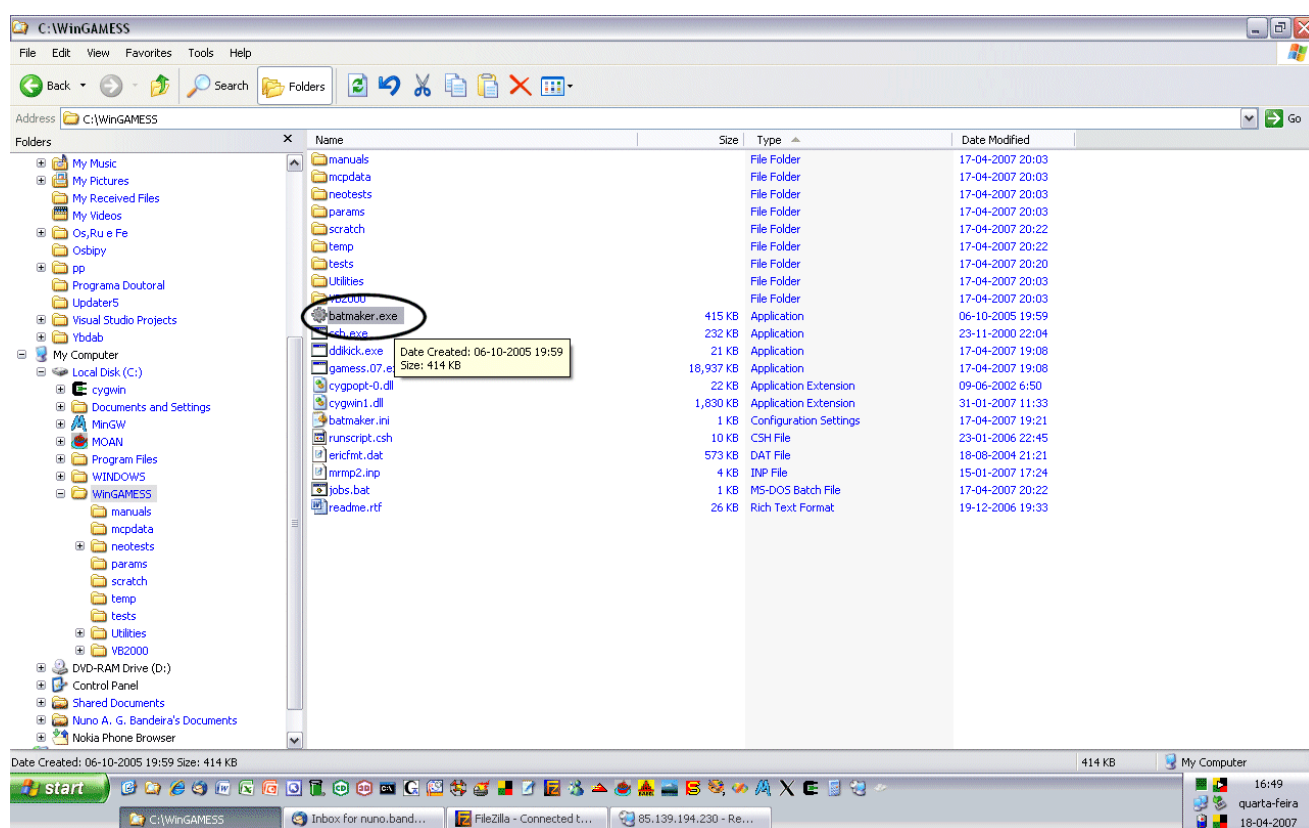 C:\WinGAMESS
File Edit View Favorites Tools Help
Back Search Folders
Address C:\WinGAMESS Go
Folders × Name Size Type Date Modified
My Music
My Pictures
My Received Files
My Videos
Os,Ru e Fe
Osbipy
pp
Programa Doutoral
Updater5
Visual Studio Projects
Ybdab
My Computer
Local Disk (C:)
cygwin
Documents and Settings
MinGW
MOAN
Program Files
WINDOWS
WinGAMESS
manuals
mcpdata
neotests
params
scratch
temp
tests
Utilities
VB2000
DVD-RAM Drive (D:)
Control Panel
Shared Documents
Nuno A. G. Bandeira's Documents
Nokia Phone Browser
manuals File Folder 17-04-2007 20:03
mcpdata File Folder 17-04-2007 20:03
neotests File Folder 17-04-2007 20:03
params File Folder 17-04-2007 20:03
scratch File Folder 17-04-2007 20:22
temp File Folder 17-04-2007 20:22
tests File Folder 17-04-2007 20:20
Utilities File Folder 17-04-2007 20:03
VB2000 File Folder 17-04-2007 20:03
batmaker.exe 415 KB Application 06-10-2005 19:59
csh.exe 232 KB Application 23-11-2000 22:04
ddikick.exe 21 KB Application 17-04-2007 19:08
gamess.07.e 18,937 KB Application 17-04-2007 19:08
cygpopt-0.dll 22 KB Application Extension 09-06-2002 6:50
cygwin1.dll 1,830 KB Application Extension 31-01-2007 11:33
batmaker.ini 1 KB Configuration Settings 17-04-2007 19:21
runscript.csh 10 KB CSH File 23-01-2006 22:45
ericfmt.dat 573 KB DAT File 18-08-2004 21:21
mrmp2.inp 4 KB INP File 15-01-2007 17:24
jobs.bat 1 KB MS-DOS Batch File 17-04-2007 20:22
readme.rtf 26 KB Rich Text Format 19-12-2006 19:33
Date Created: 06-10-2005 19:59
Size: 414 KB
Date Created: 06-10-2005 19:59 Size: 414 KB 414 KB My Computer
start 16:49
quarta-feira
C:\WinGAMESS Inbox for nuno.band... FileZilla - Connected t... 85.139.194.230 - Re... 18-04-2007